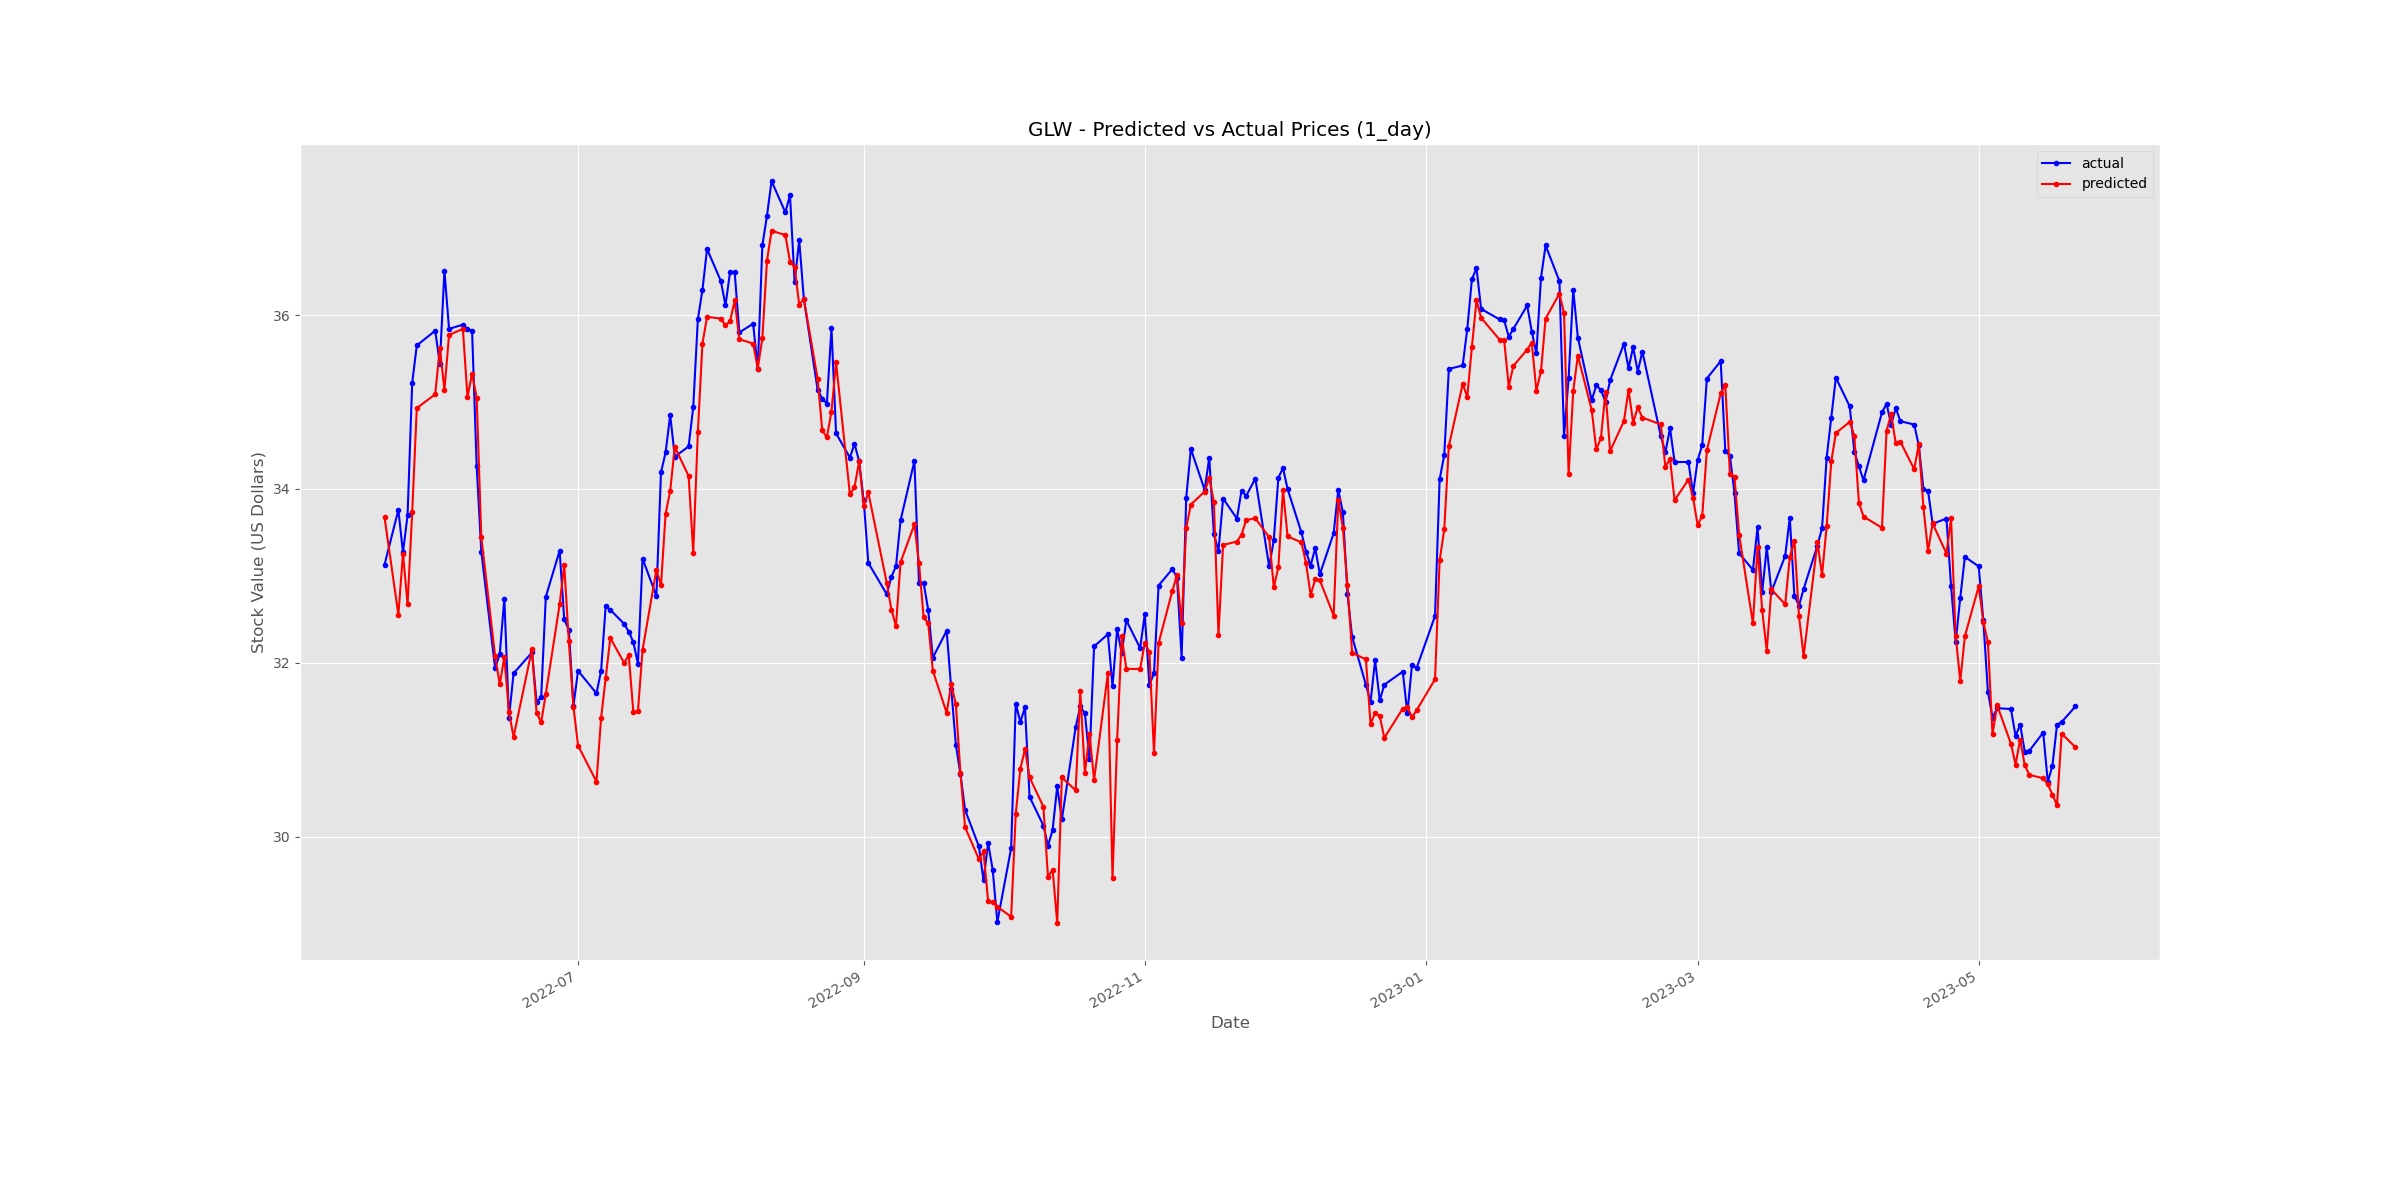 GLW - Predicted vs Actual Prices (1_day)
actual
predicted
Stock Value (US Dollars)
36
34
32
30
2022-07
2022-09
2022-11
2023-01
2023-03
2023-05
Date